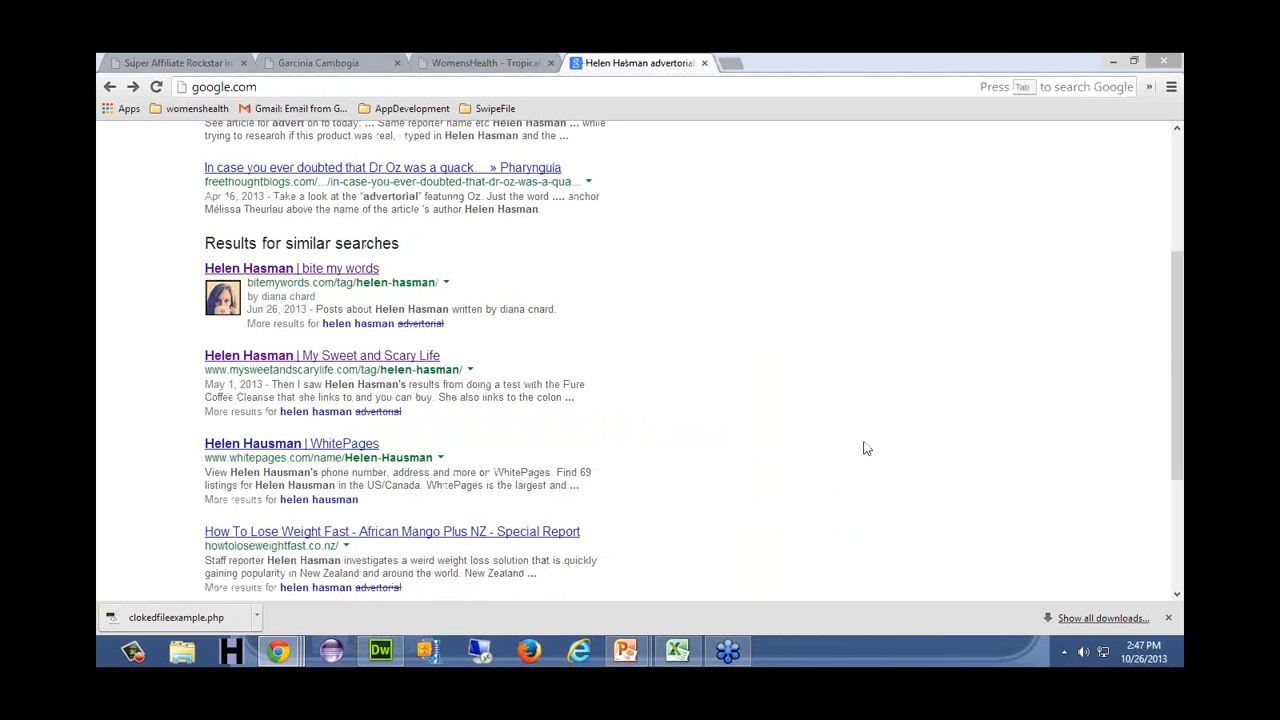 Super Affiliate Rockstar In
Garcinia Cambogia
WomensHealth - Tropical
Helen Hasman advertorial
google.com
Press Tab to search Google
Apps
womenshealth
Gmail: Email from G...
AppDevelopment
SwipeFile
See article for advert on fb today: ... Same reporter name etc Helen Hasman ... while
trying to research if this product was real, typed in Helen Hasman and the ...
In case you ever doubted that Dr Oz was a quack... » Pharyngula
freethoughtblogs.com/.../in-case-you-ever-doubted-that-dr-oz-was-a-qua...
Apr 16, 2013 - Take a look at the "advertorial" featuring Oz. Just the word .... anchor
Mélissa Theuriau above the name of the article 's author Helen Hasman.
Results for similar searches
Helen Hasman | bite my words
bitemywords.com/tag/helen-hasman/
by diana chard
Jun 26, 2013 - Posts about Helen Hasman written by diana chard.
More results for helen hasman advertorial
Helen Hasman | My Sweet and Scary Life
www.mysweetandscarylife.com/tag/helen-hasman/
May 1, 2013 - Then I saw Helen Hasman's results from doing a test with the Pure
Coffee Cleanse that she links to and you can buy. She also links to the colon ...
More results for helen hasman advertorial
Helen Hausman | WhitePages
www.whitepages.com/name/Helen-Hausman
View Helen Hausman's phone number, address and more on WhitePages. Find 69
listings for Helen Hausman in the US/Canada. WhitePages is the largest and ...
More results for helen hausman
How To Lose Weight Fast - African Mango Plus NZ - Special Report
howtoloseweightfast.co.nz/
Staff reporter Helen Hasman investigates a weird weight loss solution that is quickly
gaining popularity in New Zealand and around the world. New Zealand ...
More results for helen hasman advertorial
clokedfileexample.php
Show all downloads...
2:47 PM
10/26/2013